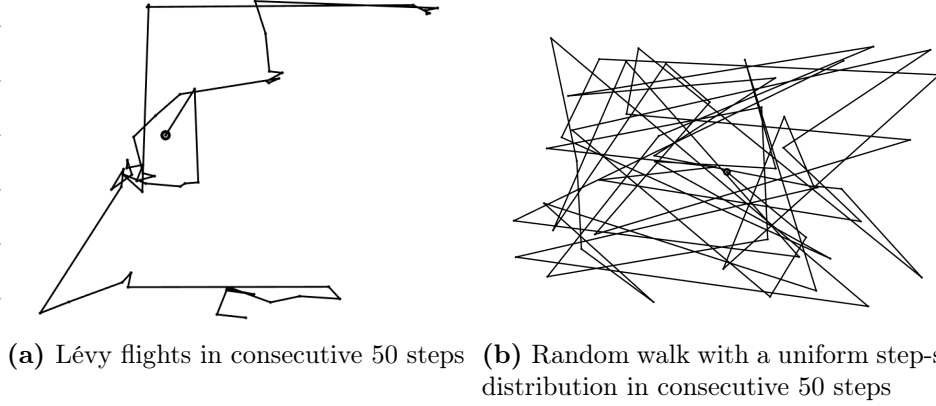 (a) Lévy flights in consecutive 50 steps
(b) Random walk with a uniform step-s
distribution in consecutive 50 steps